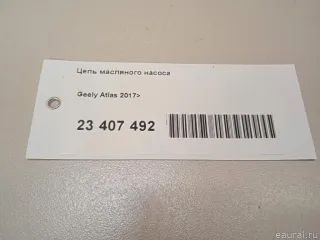 Цепь масляного насоса
Geely Atlas 2017>
23 407 492
eaural.ru